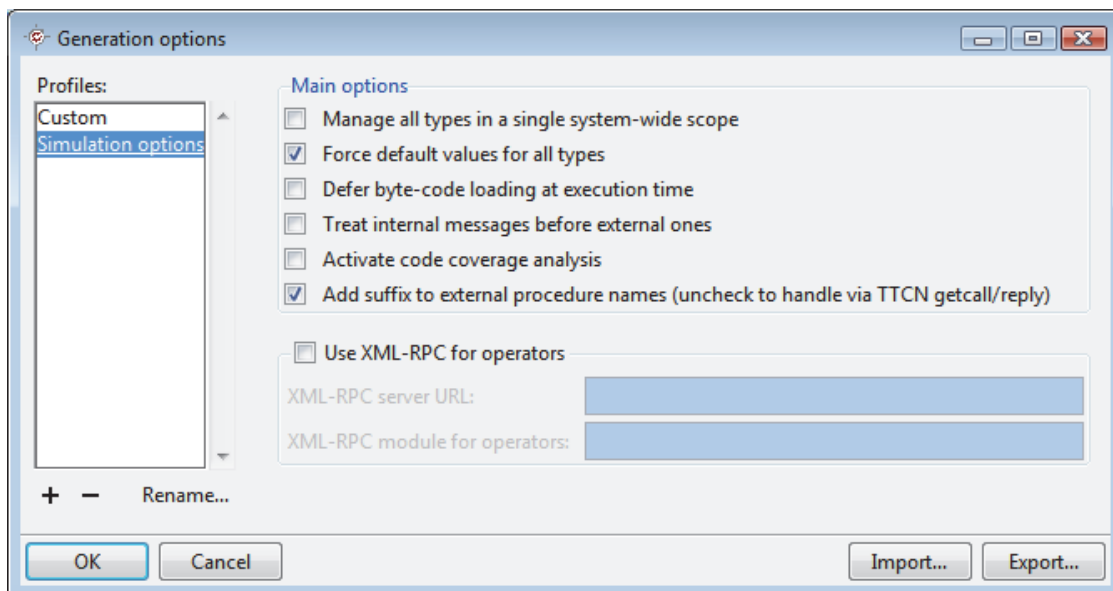 Generation options
Profiles:
Custom
Simulation options
Main options
Manage all types in a single system-wide scope
Force default values for all types
Defer byte-code loading at execution time
Treat internal messages before external ones
Activate code coverage analysis
Add suffix to external procedure names (uncheck to handle via TTCN getcall/reply)
Use XML-RPC for operators
XML-RPC server URL:
XML-RPC module for operators:
+ − Rename...
OK Cancel Import... Export...